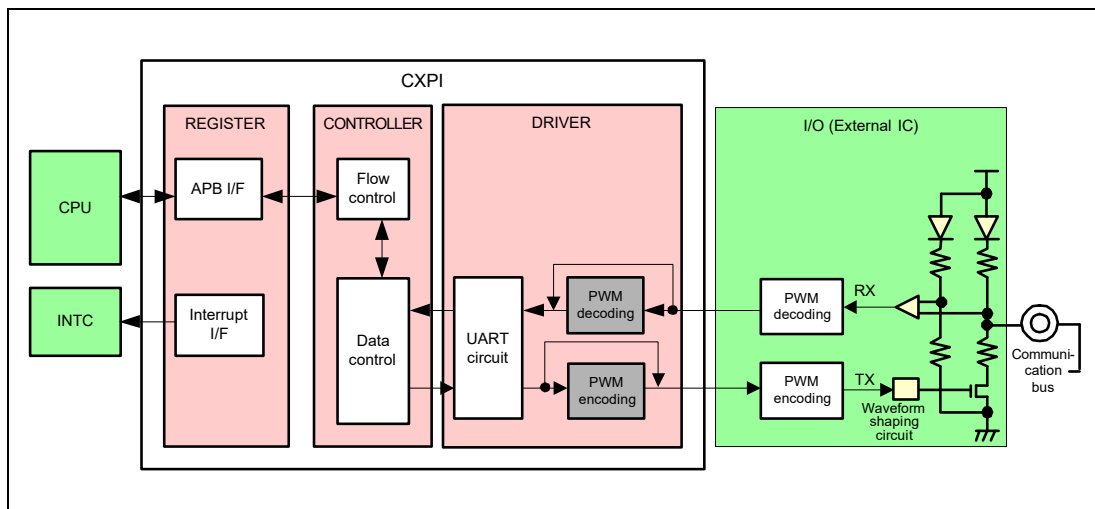 CXPI
REGISTER
CONTROLLER
DRIVER
I/O (External IC)
CPU
APB I/F
Flow
control
INTC
Interrupt
I/F
Data
control
UART
circuit
PWM
decoding
PWM
encoding
PWM
decoding
RX
PWM
encoding
TX
Waveform
shaping
circuit
Communi-
cation
bus